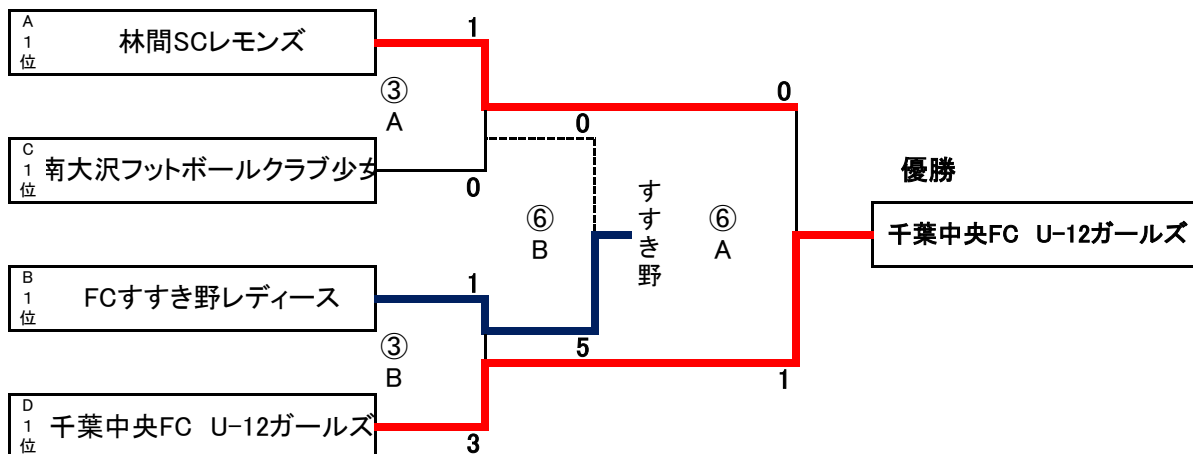 A
1
位
林間SCレモンズ
1
③
A
0
0
C
1
位
南大沢フットボールクラブ少女
0
す
す
き
野
⑥
B
⑥
A
優勝
千葉中央FC U-12ガールズ
B
1
位
FCすすき野レディース
1
③
B
5
1
D
1
位
千葉中央FC U-12ガールズ
3